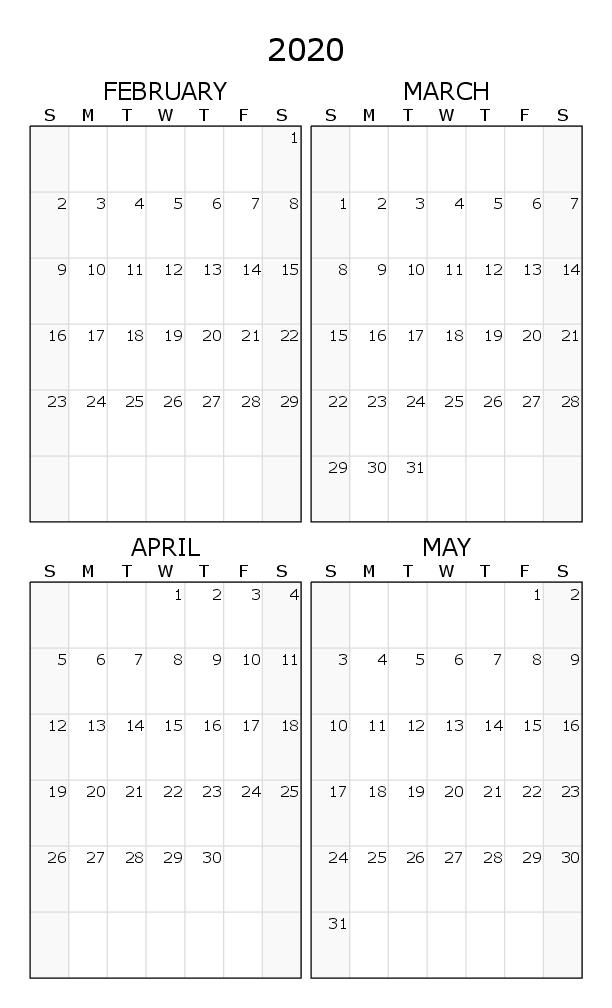 2020
FEBRUARY
S M T W T F S
1
2 3 4 5 6 7 8
9 10 11 12 13 14 15
16 17 18 19 20 21 22
23 24 25 26 27 28 29
MARCH
S M T W T F S
1 2 3 4 5 6 7
8 9 10 11 12 13 14
15 16 17 18 19 20 21
22 23 24 25 26 27 28
29 30 31
APRIL
S M T W T F S
1 2 3 4
5 6 7 8 9 10 11
12 13 14 15 16 17 18
19 20 21 22 23 24 25
26 27 28 29 30
MAY
S M T W T F S
1 2
3 4 5 6 7 8 9
10 11 12 13 14 15 16
17 18 19 20 21 22 23
24 25 26 27 28 29 30
31